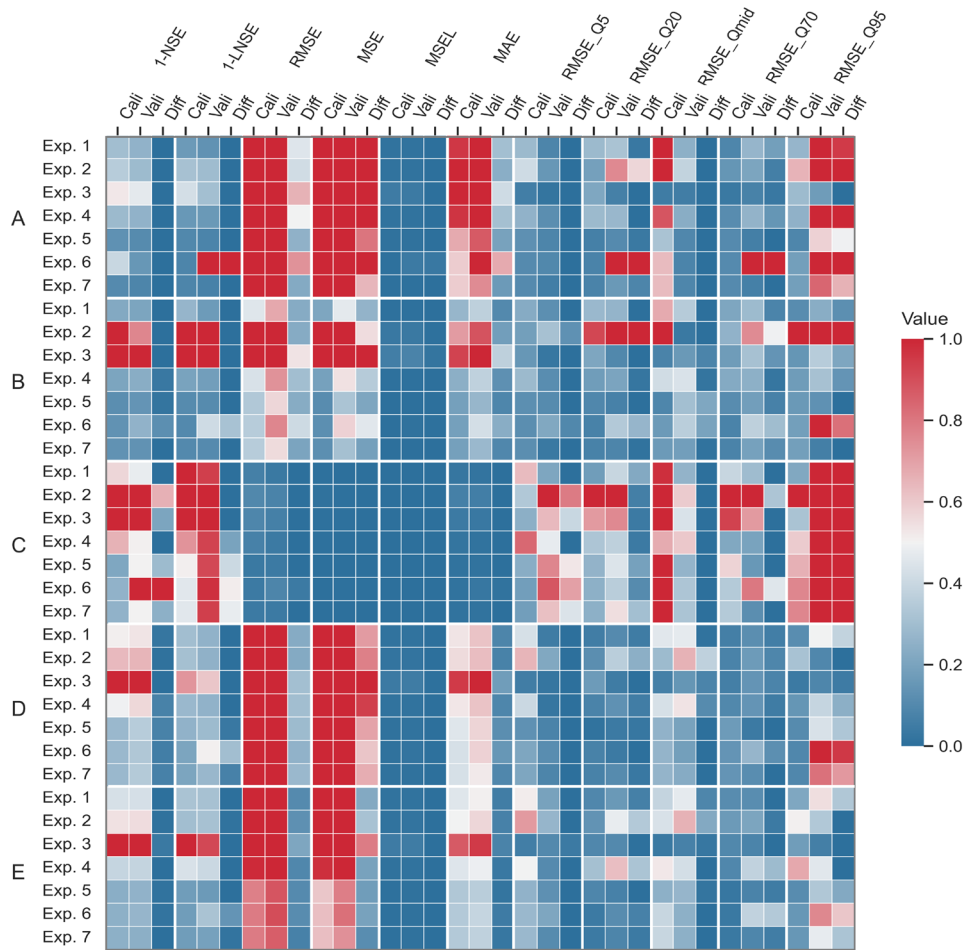 1-NSE 1-LNSE RMSE MSE MSEL MAE RMSE_Q5 RMSE_Q20 RMSE_Qmid RMSE_Q70 RMSE_Q95
Cali Vali Diff Cali Vali Diff Cali Vali Diff Cali Vali Diff Cali Vali Diff Cali Vali Diff Cali Vali Diff Cali Vali Diff Cali Vali Diff Cali Vali Diff Cali Vali Diff
A
Exp. 1
Exp. 2
Exp. 3
Exp. 4
Exp. 5
Exp. 6
Exp. 7
B
Exp. 1
Exp. 2
Exp. 3
Exp. 4
Exp. 5
Exp. 6
Exp. 7
C
Exp. 1
Exp. 2
Exp. 3
Exp. 4
Exp. 5
Exp. 6
Exp. 7
D
Exp. 1
Exp. 2
Exp. 3
Exp. 4
Exp. 5
Exp. 6
Exp. 7
E
Exp. 1
Exp. 2
Exp. 3
Exp. 4
Exp. 5
Exp. 6
Exp. 7
Value
1.0
0.8
0.6
0.4
0.2
0.0